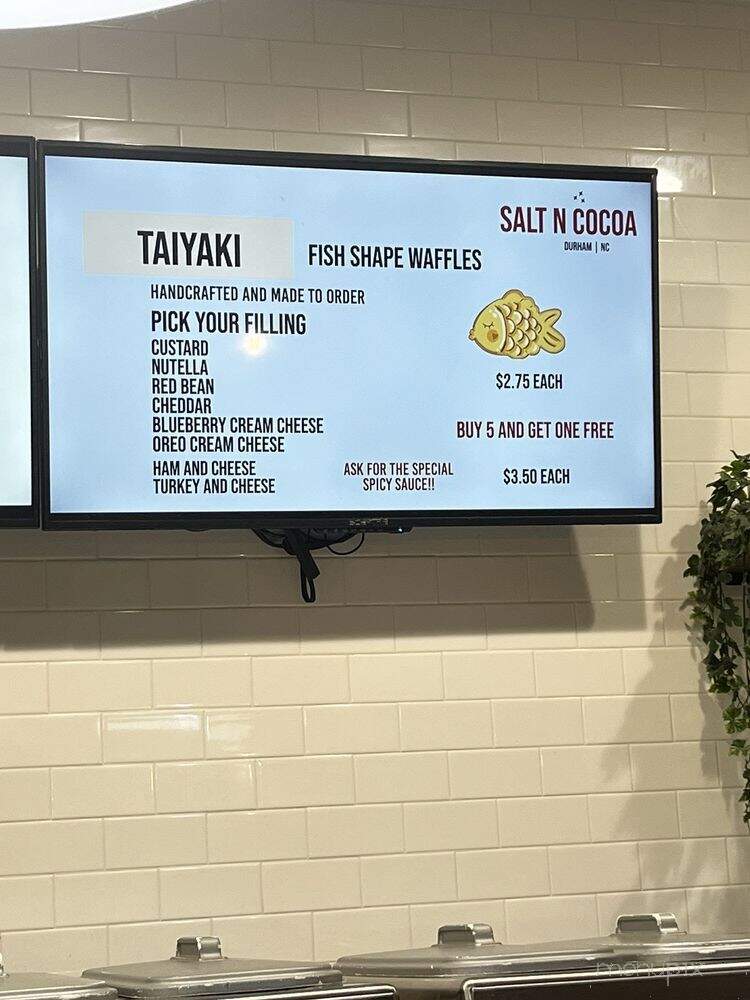 SALT N COCOA
DURHAM | NC
TAIYAKI
FISH SHAPE WAFFLES
HANDCRAFTED AND MADE TO ORDER
PICK YOUR FILLING
CUSTARD
NUTELLA
RED BEAN
CHEDDAR
BLUEBERRY CREAM CHEESE
OREO CREAM CHEESE
$2.75 EACH
BUY 5 AND GET ONE FREE
HAM AND CHEESE
TURKEY AND CHEESE
ASK FOR THE SPECIAL
SPICY SAUCE!!
$3.50 EACH
menupix